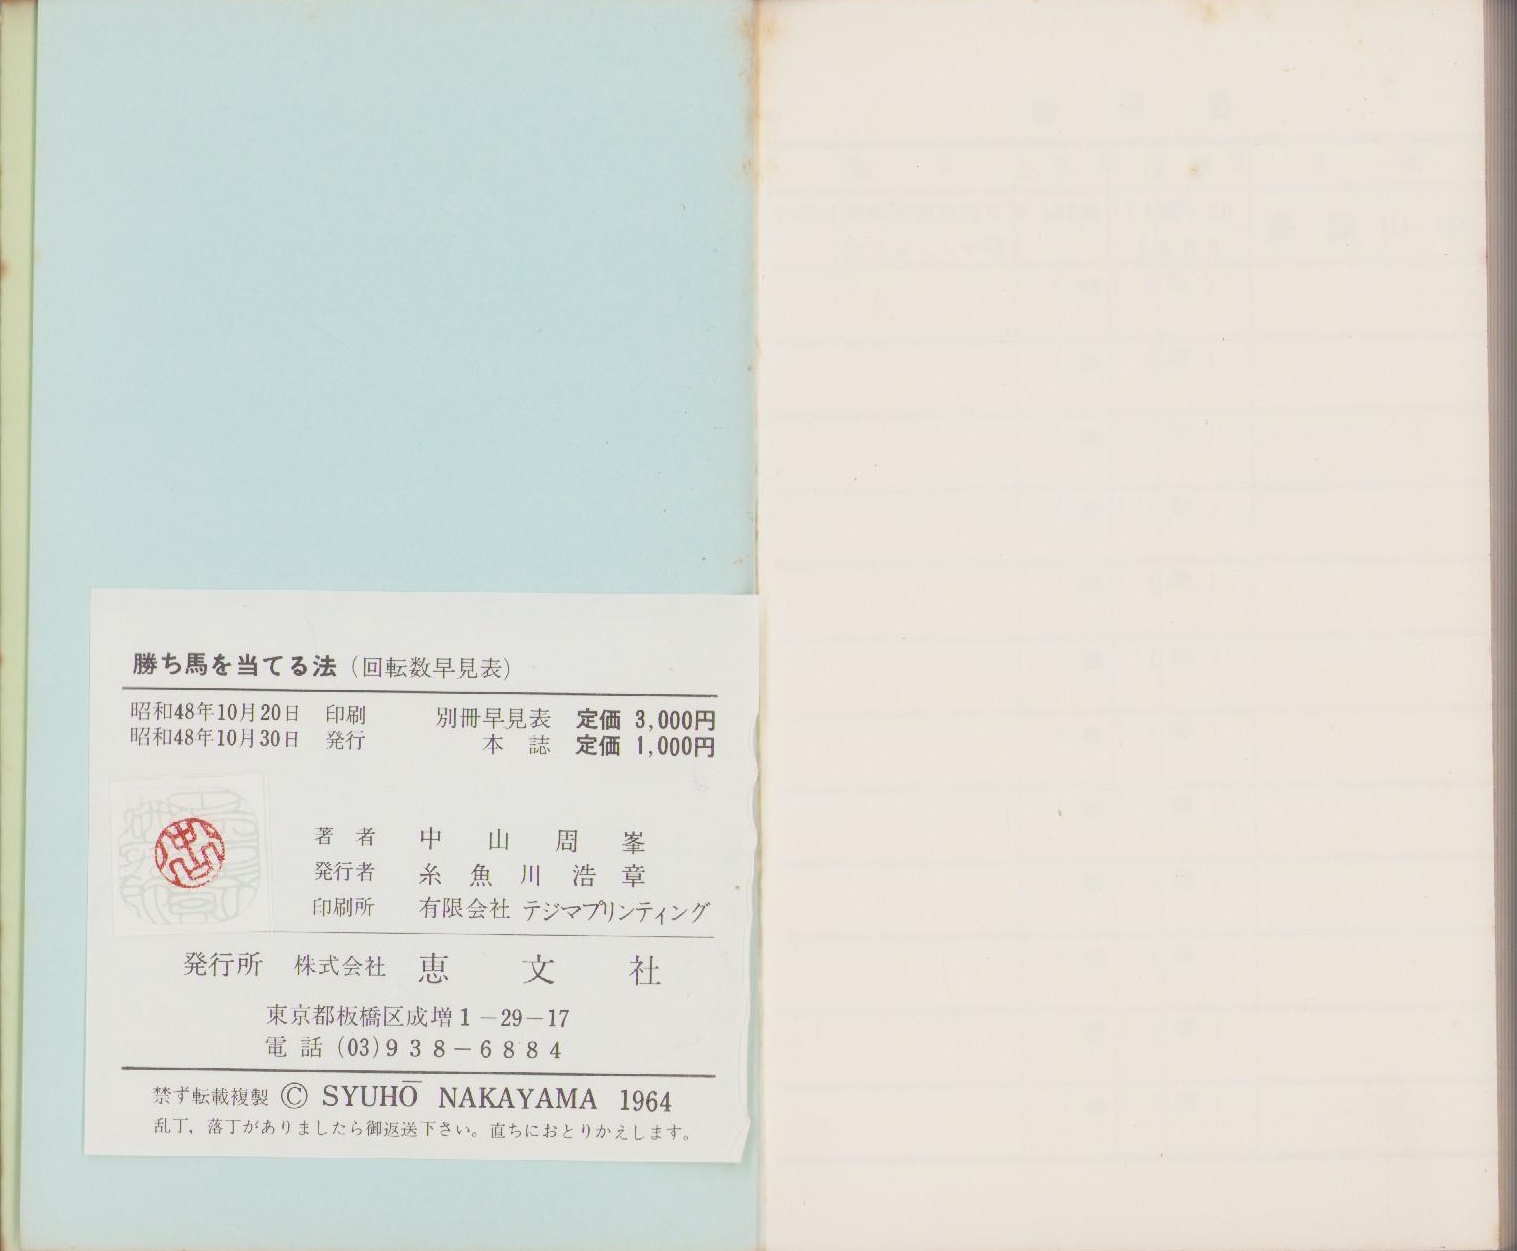 勝ち馬を当てる法（回転数早見表）
昭和48年10月20日 印刷 別冊早見表 定価 3,000円
昭和48年10月30日 発行 本誌 定価 1,000円
著者 中山周峯
発行者 糸魚川浩章
印刷所 有限会社 テジマプリンティング
発行所 株式会社 恵文社
東京都板橋区成増1－29－17
電話 (03)938－6884
禁ず転載複製 © SYUHŌ NAKAYAMA 1964
乱丁，落丁がありましたら御返送下さい。直ちにおとりかえします。